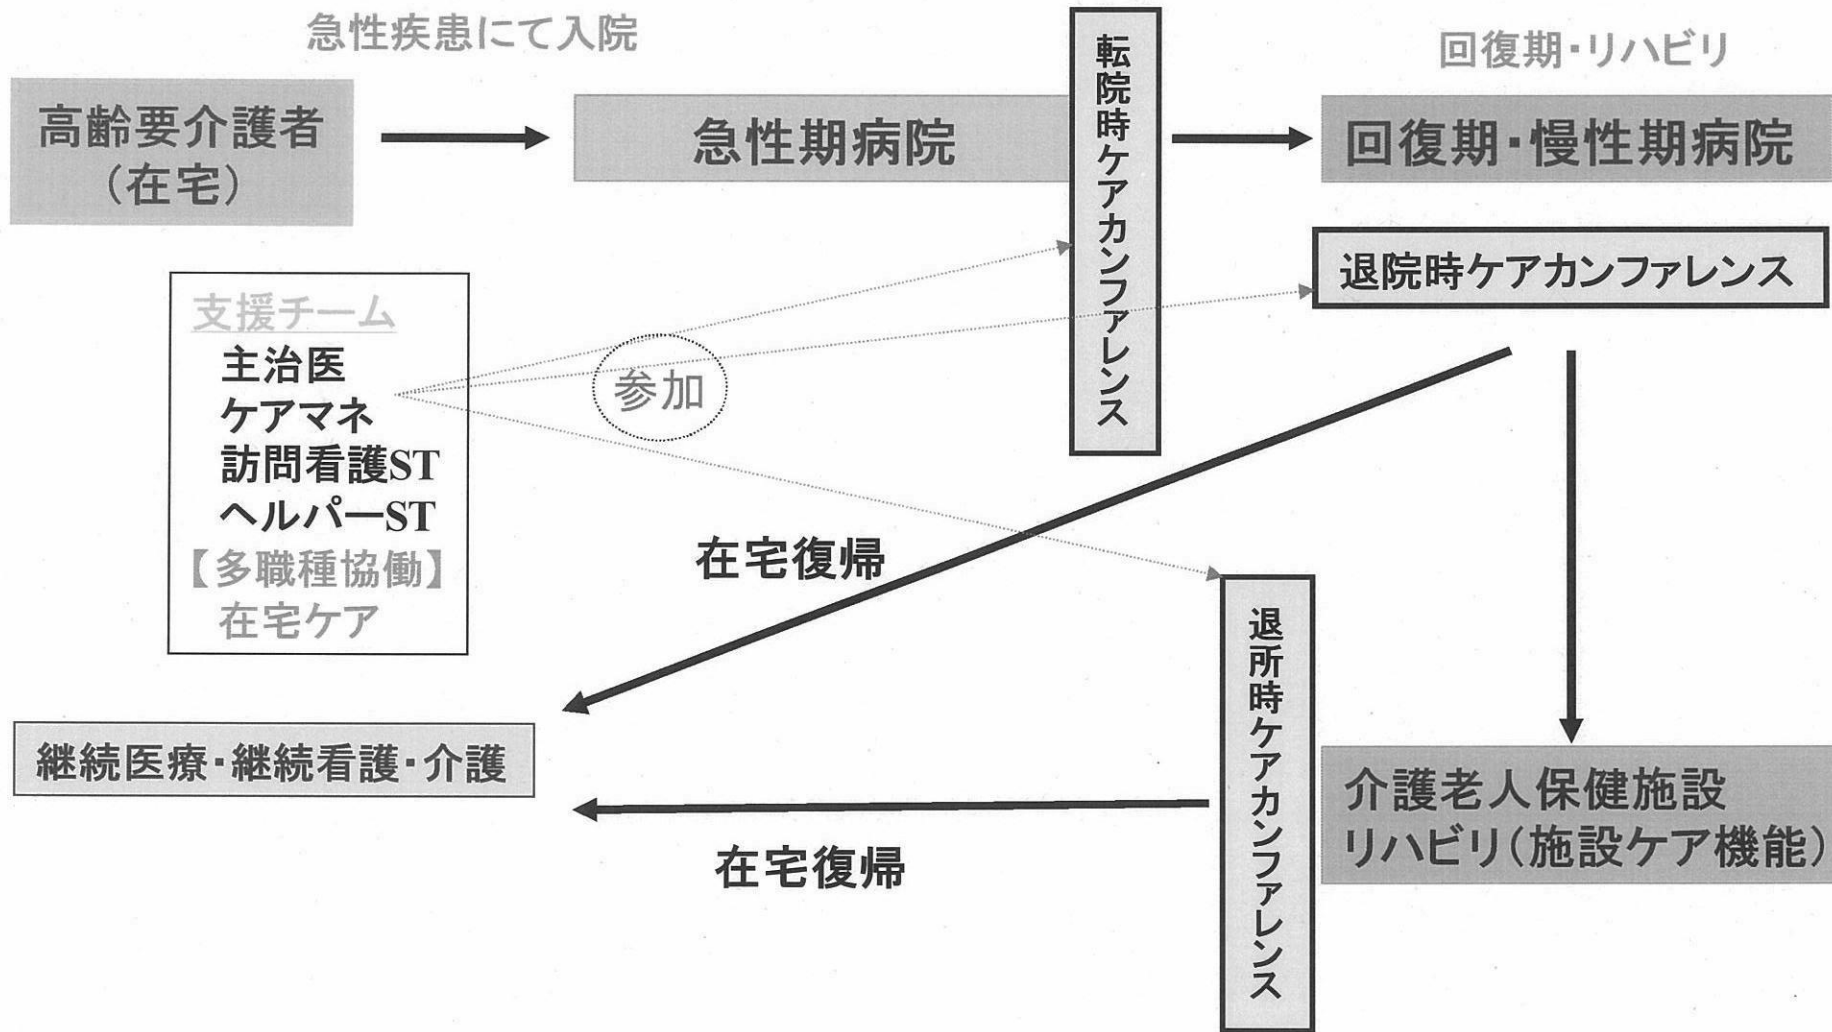 急性疾患にて入院
回復期・リハビリ
高齢要介護者
(在宅)
急性期病院
転院時ケアカンファレンス
回復期・慢性期病院
退院時ケアカンファレンス
支援チーム
主治医
ケアマネ
訪問看護ST
ヘルパーST
【多職種協働】
在宅ケア
参加
在宅復帰
継続医療・継続看護・介護
在宅復帰
退所時ケアカンファレンス
介護老人保健施設
リハビリ(施設ケア機能)